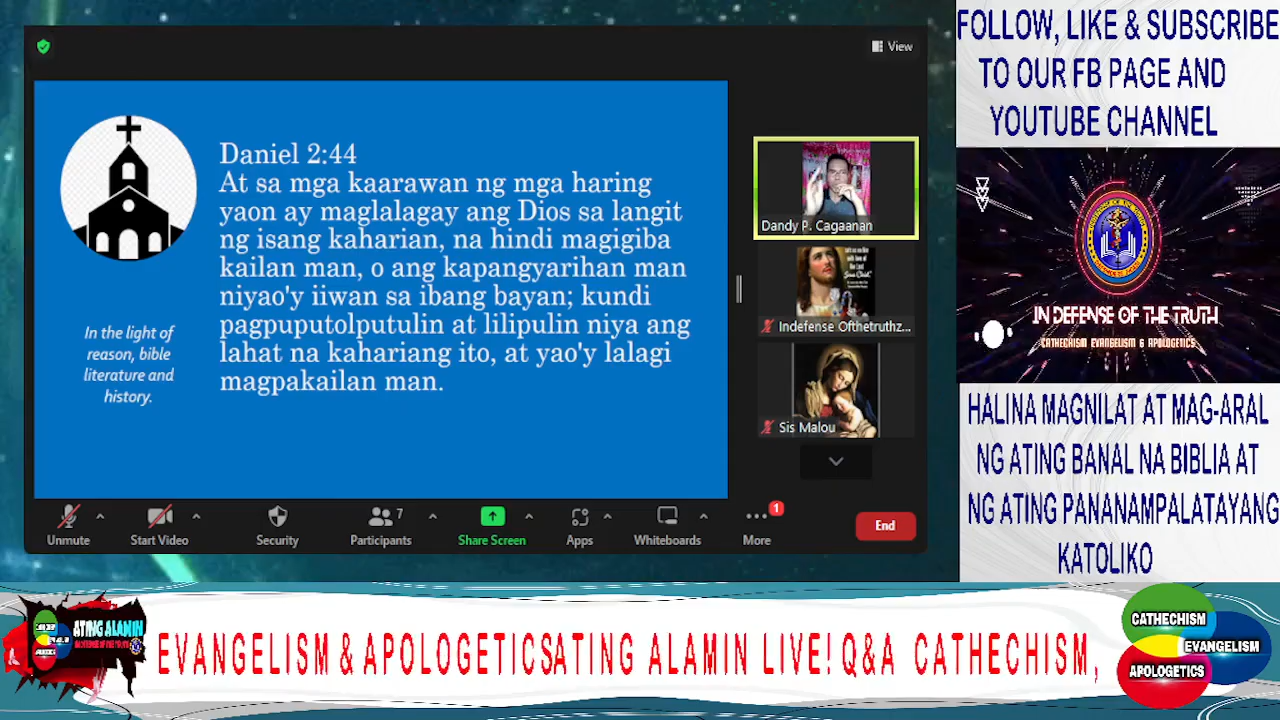 View
Daniel 2:44
At sa mga kaarawan ng mga haring
yaon ay maglalagay ang Dios sa langit
ng isang kaharian, na hindi magigiba
kailan man, o ang kapangyarihan man
niyao'y iiwan sa ibang bayan; kundi
pagpuputolputulin at lilipulin niya ang
lahat na kahariang ito, at yao'y lalagi
magpakailan man.
In the light of
reason, bible
literature and
history.
Dandy P. Cagaanan
Indefense Ofthetruthz...
Sis Malou
Unmute
Start Video
Security
7
Participants
Share Screen
Apps
Whiteboards
1
More
End
FOLLOW, LIKE & SUBSCRIBE
TO OUR FB PAGE AND
YOUTUBE CHANNEL
IN DEFENSE OF THE TRUTH
CATHECHISM EVANGELISM & APOLOGETICS
HALINA MAGNILAT AT MAG-ARAL
NG ATING BANAL NA BIBLIA AT
NG ATING PANANAMPALATAYANG
KATOLIKO
ATING ALAMIN
EVANGELISM & APOLOGETICSATING ALAMIN LIVE! Q&A CATHECHISM,
CATHECHISM
EVANGELISM
APOLOGETICS